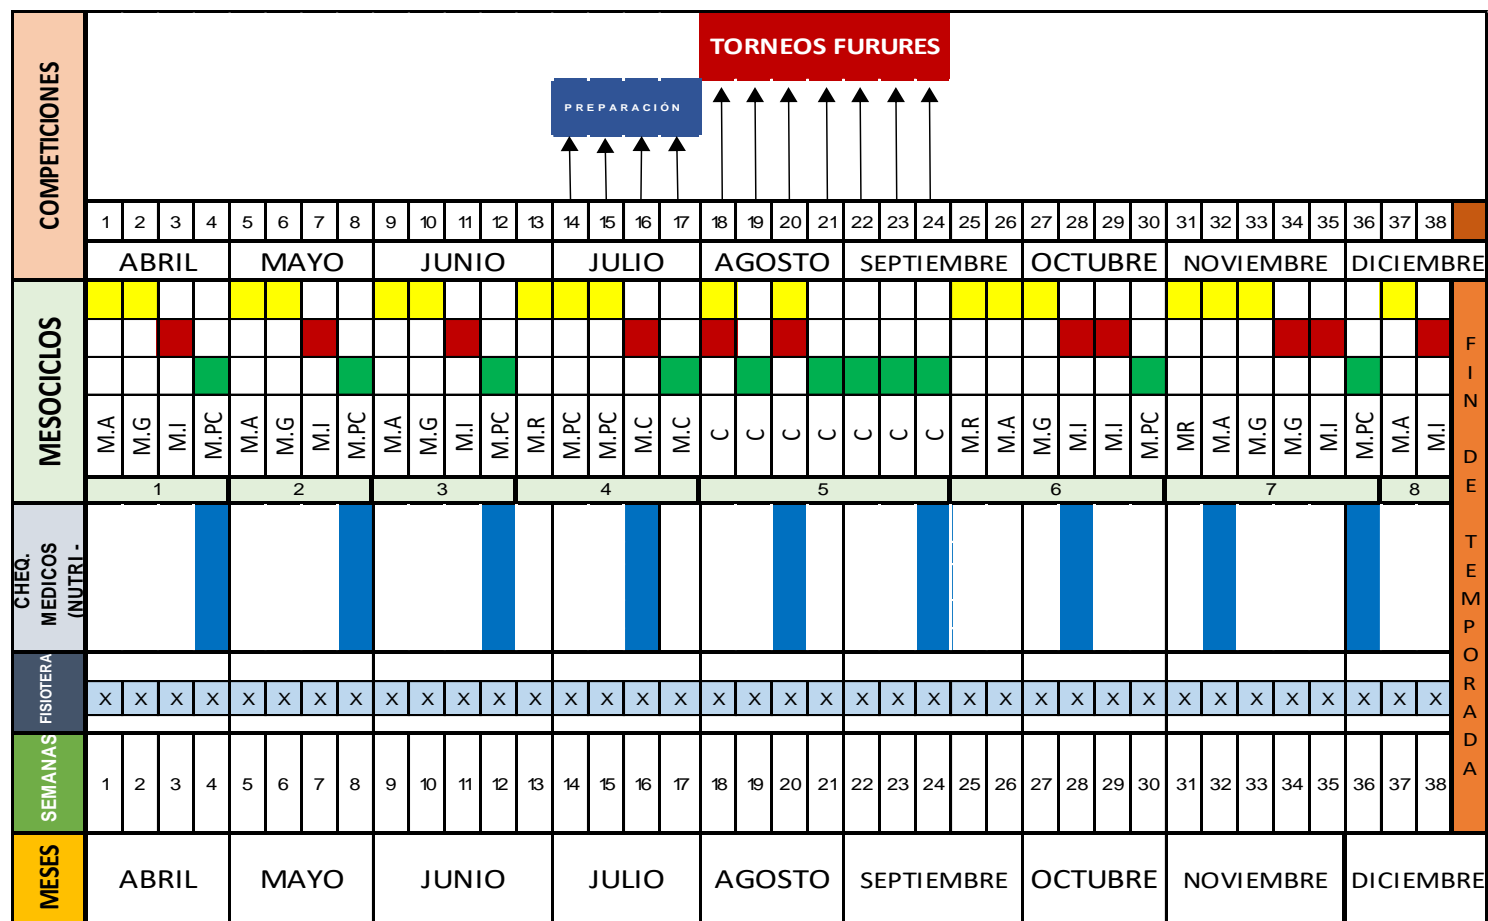 COMPETICIONES
TORNEOS FURURES
PREPARACIÓN
1 2 3 4 5 6 7 8 9 10 11 12 13 14 15 16 17 18 19 20 21 22 23 24 25 26 27 28 29 30 31 32 33 34 35 36 37 38
ABRIL MAYO JUNIO JULIO AGOSTO SEPTIEMBRE OCTUBRE NOVIEMBRE DICIEMBRE
MESOCICLOS
M.A M.G M.I M.PC M.A M.G M.I M.PC M.A M.G M.I M.PC M.R M.PC M.PC M.C M.C C C C C C C C M.R M.A M.G M.I M.I M.PC MR M.A M.G M.G M.I M.PC M.A M.I
1 2 3 4 5 6 7 8
FIN DE TEMPORADA
CHEQ.
MEDICOS
(NUTRI -
FISIOTERA
X X X X X X X X X X X X X X X X X X X X X X X X X X X X X X X X X X X X X X
SEMANAS
1 2 3 4 5 6 7 8 9 10 11 12 13 14 15 16 17 18 19 20 21 22 23 24 25 26 27 28 29 30 31 32 33 34 35 36 37 38
MESES
ABRIL MAYO JUNIO JULIO AGOSTO SEPTIEMBRE OCTUBRE NOVIEMBRE DICIEMBRE